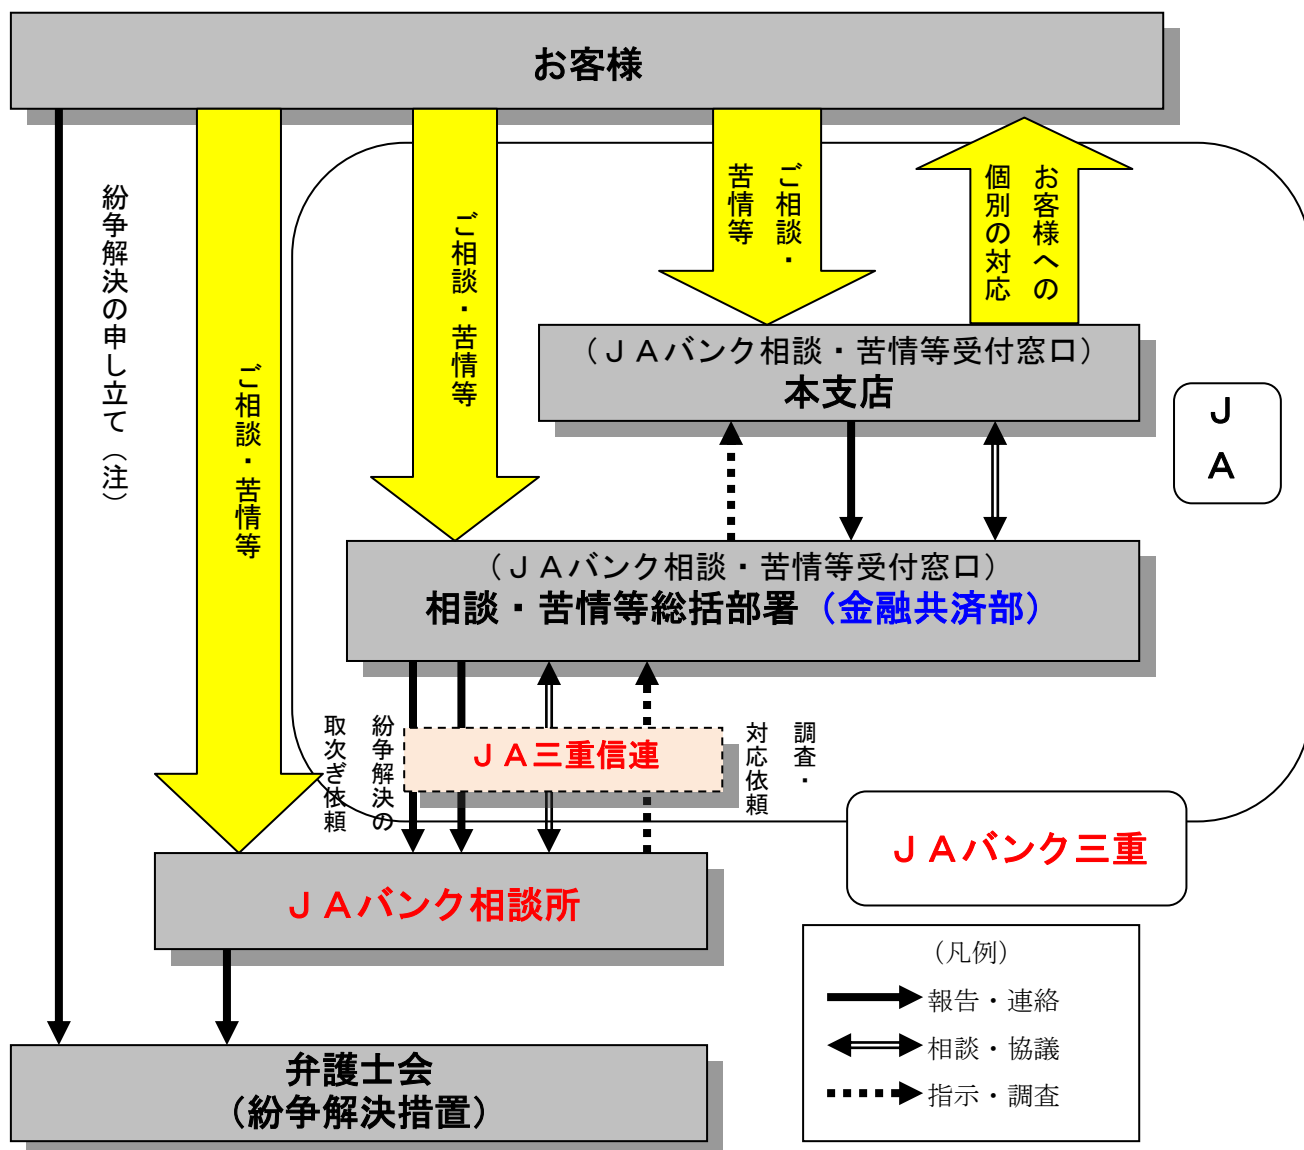 お客様
紛争解決の申し立て（注）
ご相談・苦情等
ご相談・苦情等
ご相談・
苦情等
お客様への
個別の対応
（ＪＡバンク相談・苦情等受付窓口）
本支店
Ｊ
Ａ
（ＪＡバンク相談・苦情等受付窓口）
相談・苦情等総括部署（金融共済部）
紛争解決の
取次ぎ依頼
ＪＡ三重信連
調査・
対応依頼
ＪＡバンク三重
ＪＡバンク相談所
弁護士会
（紛争解決措置）
（凡例）
報告・連絡
相談・協議
指示・調査